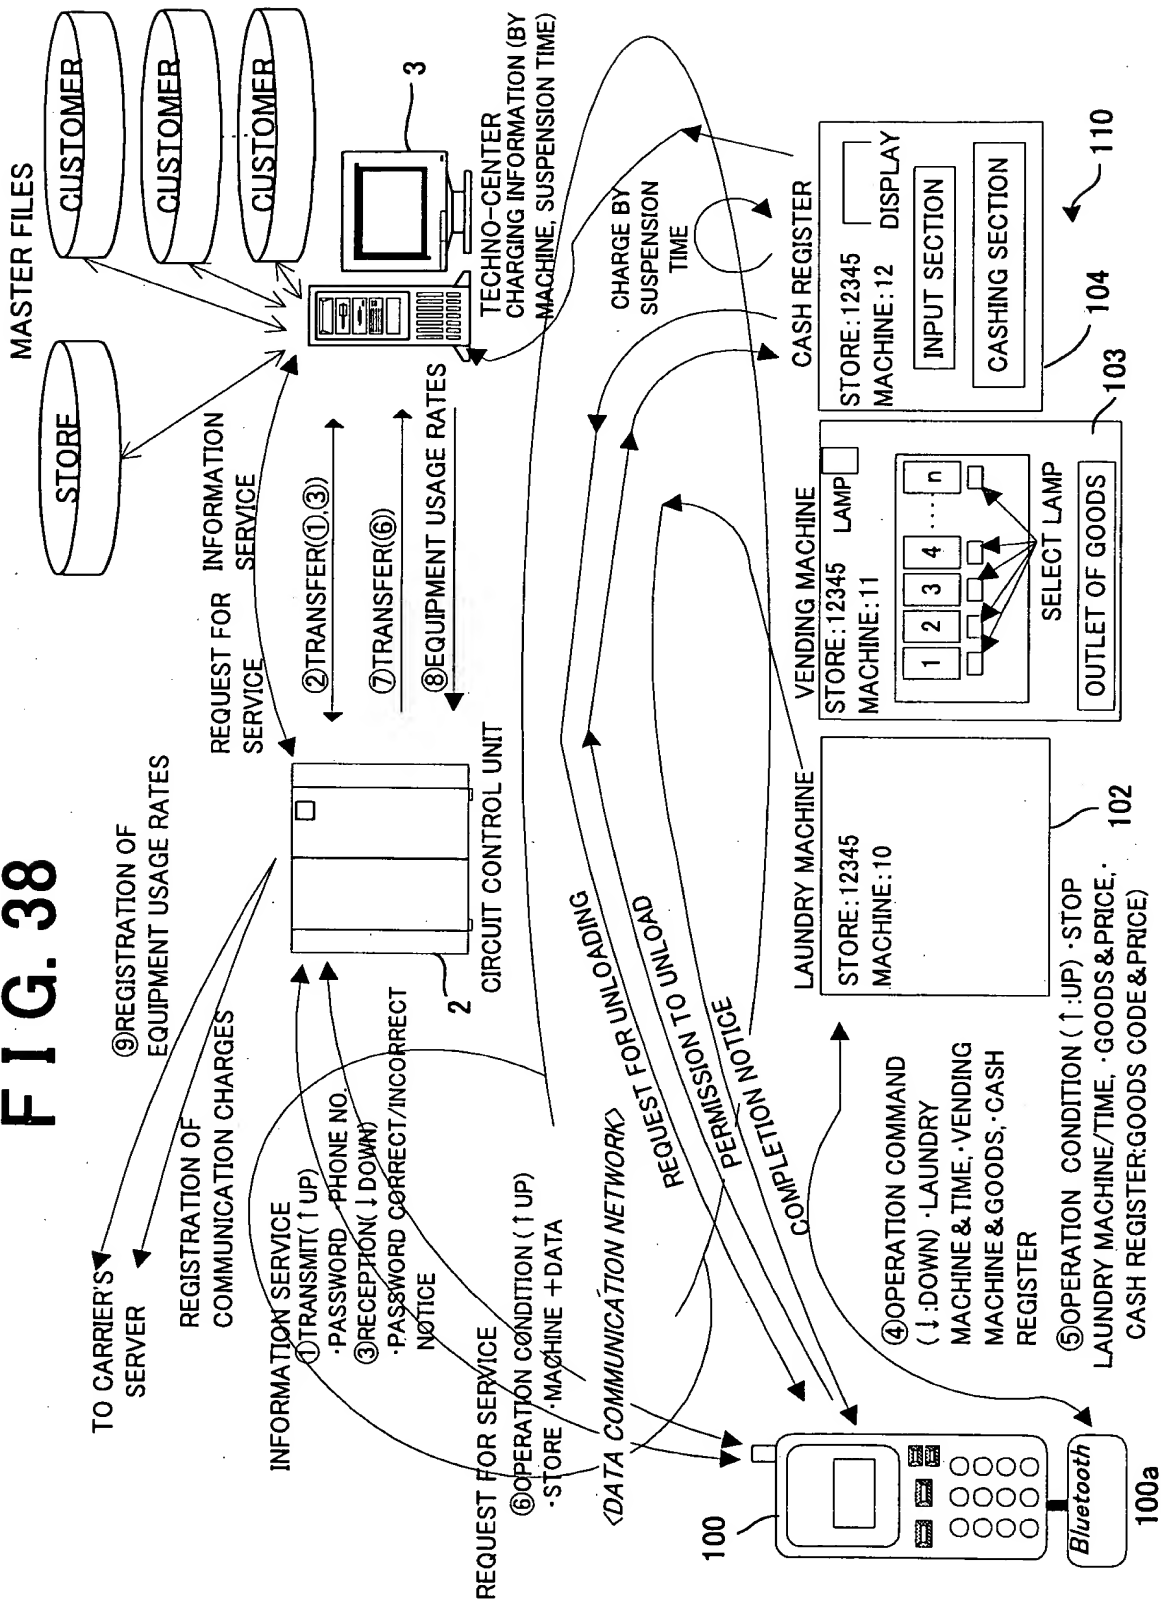 FIG. 38
MASTER FILES
STORE
CUSTOMER
CUSTOMER
CUSTOMER
3
TECHNO-CENTER
CHARGING INFORMATION (BY
MACHINE, SUSPENSION TIME)
TO CARRIER'S
SERVER
⑨REGISTRATION OF
EQUIPMENT USAGE RATES
REGISTRATION OF
COMMUNICATION CHARGES
REQUEST FOR
SERVICE
INFORMATION
SERVICE
②TRANSFER(①,③)
⑦TRANSFER(⑥)
⑧EQUIPMENT USAGE RATES
2
CIRCUIT CONTROL UNIT
INFORMATION SERVICE
①TRANSMIT(↑UP)
·PASSWORD ·PHONE NO.
③RECEPTION(↓DOWN)
·PASSWORD CORRECT/INCORRECT
NOTICE
REQUEST FOR SERVICE
⑥OPERATION CONDITION (↑UP)
·STORE ·MACHINE +DATA
<DATA COMMUNICATION NETWORK>
REQUEST FOR UNLOADING
PERMISSION TO UNLOAD
COMPLETION NOTICE
CHARGE BY
SUSPENSION
TIME
100
Bluetooth
100a
④OPERATION COMMAND
(↓:DOWN) ·LAUNDRY
MACHINE&TIME,·VENDING
MACHINE&GOODS,·CASH
REGISTER
⑤OPERATION CONDITION (↑:UP) ·STOP
LAUNDRY MACHINE/TIME, ·GOODS&PRICE,·
CASH REGISTER:GOODS CODE&PRICE)
LAUNDRY MACHINE
STORE:12345
MACHINE:10
102
VENDING MACHINE
STORE:12345
MACHINE:11
LAMP
1 2 3 4 ····· n
SELECT LAMP
OUTLET OF GOODS
103
CASH REGISTER
STORE:12345
MACHINE:12
DISPLAY
INPUT SECTION
CASHING SECTION
104
110